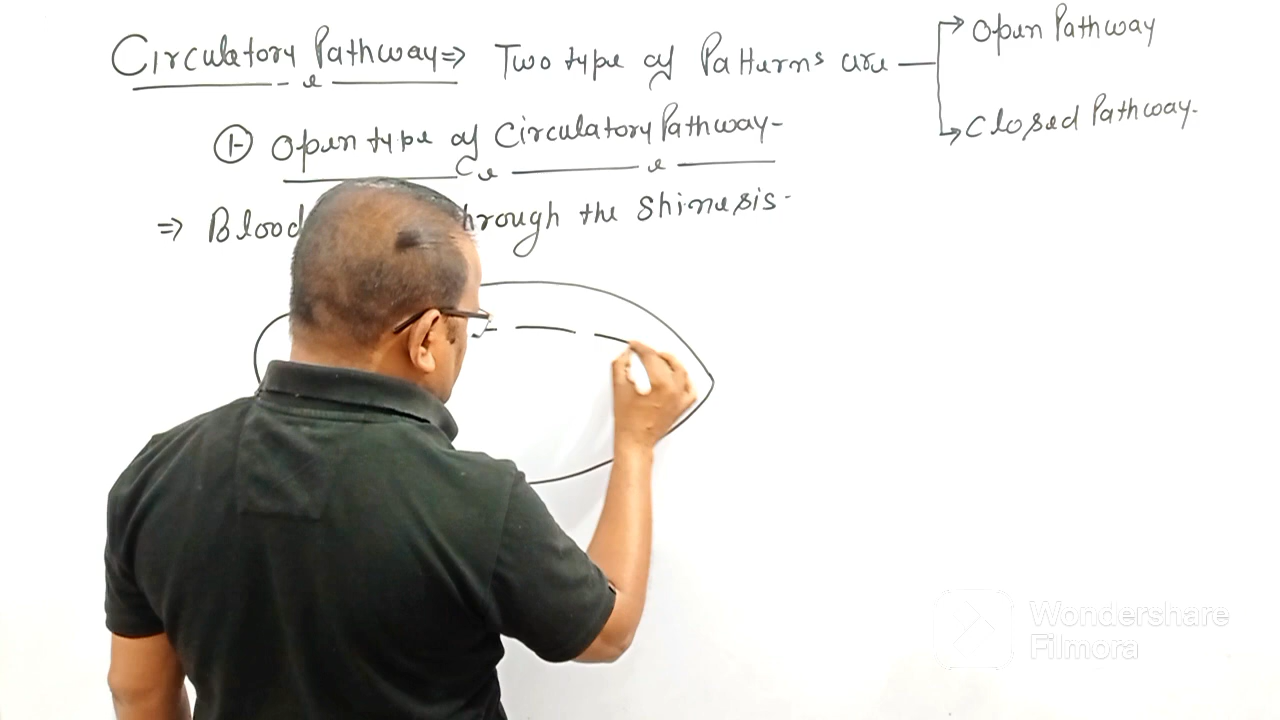 Circulatory Pathway ⇒ Two type of Patterns are
→ Open Pathway
→ Closed Pathway.
① Open type of Circulatory Pathway-
⇒ Blood through the Shinesis.
Wondershare
Filmora